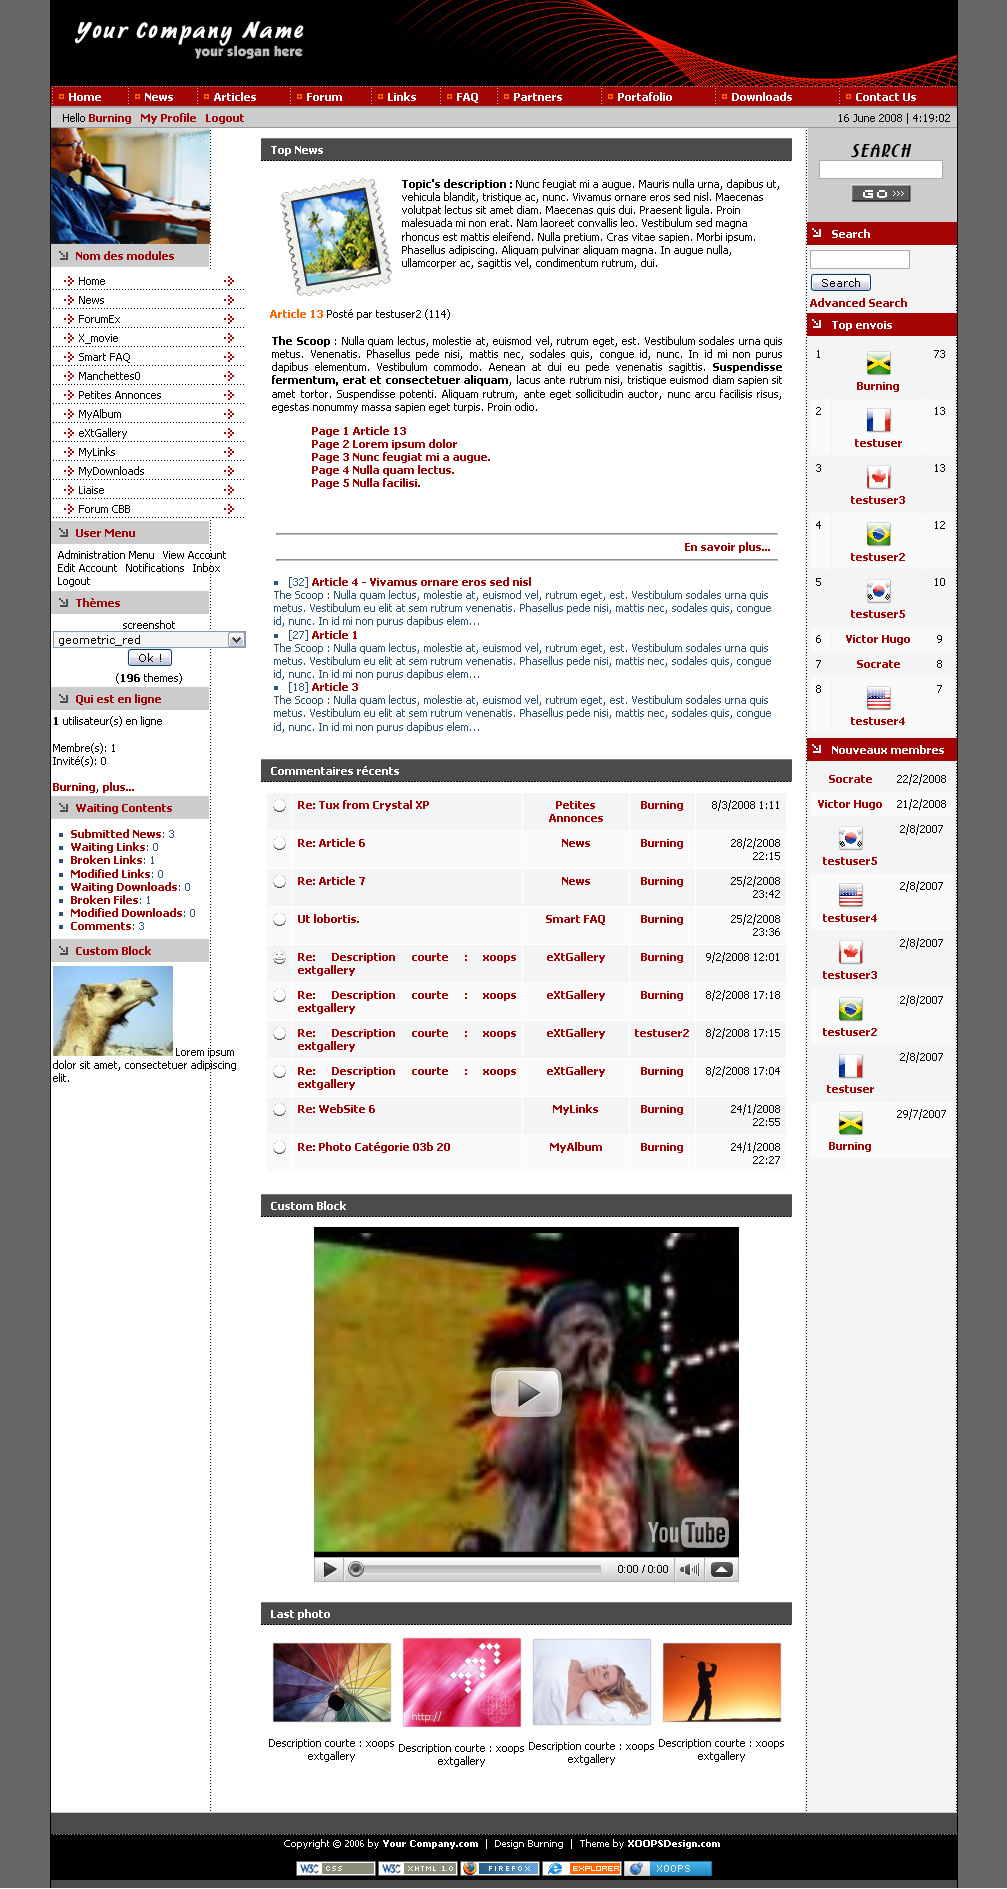 Your Company Name
your slogan here
Home
News
Articles
Forum
Links
FAQ
Partners
Portafolio
Downloads
Contact Us
Hello Burning My Profile Logout
16 June 2008 | 4:19:02
Nom des modules
Home
News
ForumEx
X_movie
Smart FAQ
Manchettes0
Petites Annonces
MyAlbum
eXtGallery
MyLinks
MyDownloads
Liaise
Forum CBB
User Menu
Administration Menu View Account
Edit Account Notifications Inbox
Logout
Thèmes
screenshot
geometric_red
Ok !
(196 themes)
Qui est en ligne
1 utilisateur(s) en ligne
Membre(s): 1
Invité(s): 0
Burning, plus...
Waiting Contents
Submitted News: 3
Waiting Links: 0
Broken Links: 1
Modified Links: 0
Waiting Downloads: 0
Broken Files: 1
Modified Downloads: 0
Comments: 3
Custom Block
Lorem ipsum
dolor sit amet, consectetuer adipiscing
elit.
Top News
Topic's description : Nunc feugiat mi a augue. Mauris nulla urna, dapibus ut,
vehicula blandit, tristique ac, nunc. Vivamus ornare eros sed nisl. Maecenas
volutpat lectus sit amet diam. Maecenas quis dui. Praesent ligula. Proin
malesuada mi non erat. Nam laoreet convallis leo. Vestibulum sed magna
rhoncus est mattis eleifend. Nulla pretium. Cras vitae sapien. Morbi ipsum.
Phasellus adipiscing. Aliquam pulvinar aliquam magna. In augue nulla,
ullamcorper ac, sagittis vel, condimentum rutrum, dui.
Article 13 Posté par testuser2 (114)
The Scoop : Nulla quam lectus, molestie at, euismod vel, rutrum eget, est. Vestibulum sodales urna quis
metus. Venenatis. Phasellus pede nisi, mattis nec, sodales quis, congue id, nunc. In id mi non purus
dapibus elementum. Vestibulum commodo. Aenean at dui eu pede venenatis sagittis. Suspendisse
fermentum, erat et consectetuer aliquam, lacus ante rutrum nisi, tristique euismod diam sapien sit
amet tortor. Suspendisse potenti. Aliquam rutrum, ante eget sollicitudin auctor, nunc arcu facilisis risus,
egestas nonummy massa sapien eget turpis. Proin odio.
Page 1 Article 13
Page 2 Lorem ipsum dolor
Page 3 Nunc feugiat mi a augue.
Page 4 Nulla quam lectus.
Page 5 Nulla facilisi.
En savoir plus...
[32] Article 4 - Vivamus ornare eros sed nisl
The Scoop : Nulla quam lectus, molestie at, euismod vel, rutrum eget, est. Vestibulum sodales urna quis
metus. Vestibulum eu elit at sem rutrum venenatis. Phasellus pede nisi, mattis nec, sodales quis, congue
id, nunc. In id mi non purus dapibus elem...
[27] Article 1
The Scoop : Nulla quam lectus, molestie at, euismod vel, rutrum eget, est. Vestibulum sodales urna quis
metus. Vestibulum eu elit at sem rutrum venenatis. Phasellus pede nisi, mattis nec, sodales quis, congue
id, nunc. In id mi non purus dapibus elem...
[18] Article 3
The Scoop : Nulla quam lectus, molestie at, euismod vel, rutrum eget, est. Vestibulum sodales urna quis
metus. Vestibulum eu elit at sem rutrum venenatis. Phasellus pede nisi, mattis nec, sodales quis, congue
id, nunc. In id mi non purus dapibus elem...
Commentaires récents
Re: Tux from Crystal XP Petites Burning 8/3/2008 1:11
Annonces
Re: Article 6 News Burning 28/2/2008
22:15
Re: Article 7 News Burning 25/2/2008
23:42
Ut lobortis. Smart FAQ Burning 25/2/2008
23:36
Re: Description courte : xoops eXtGallery Burning 9/2/2008 12:01
extgallery
Re: Description courte : xoops eXtGallery Burning 8/2/2008 17:18
extgallery
Re: Description courte : xoops eXtGallery testuser2 8/2/2008 17:15
extgallery
Re: Description courte : xoops eXtGallery Burning 8/2/2008 17:04
extgallery
Re: WebSite 6 MyLinks Burning 24/1/2008
22:55
Re: Photo Catégorie 03b 20 MyAlbum Burning 24/1/2008
22:27
Custom Block
YouTube
0:00 / 0:00
Last photo
http://
Description courte : xoops
extgallery
Description courte : xoops
extgallery
Description courte : xoops
extgallery
Description courte : xoops
extgallery
SEARCH
GO >>>
Search
Search
Advanced Search
Top envois
1 Burning 73
2 testuser 13
3 testuser3 13
4 testuser2 12
5 testuser5 10
6 Victor Hugo 9
7 Socrate 8
8 testuser4 7
Nouveaux membres
Socrate 22/2/2008
Victor Hugo 21/2/2008
testuser5 2/8/2007
testuser4 2/8/2007
testuser3 2/8/2007
testuser2 2/8/2007
testuser 2/8/2007
Burning 29/7/2007
Copyright © 2006 by Your Company.com | Design Burning | Theme by XOOPSDesign.com
W3C CSS
W3C XHTML 1.0
FIREFOX
EXPLORER
XOOPS